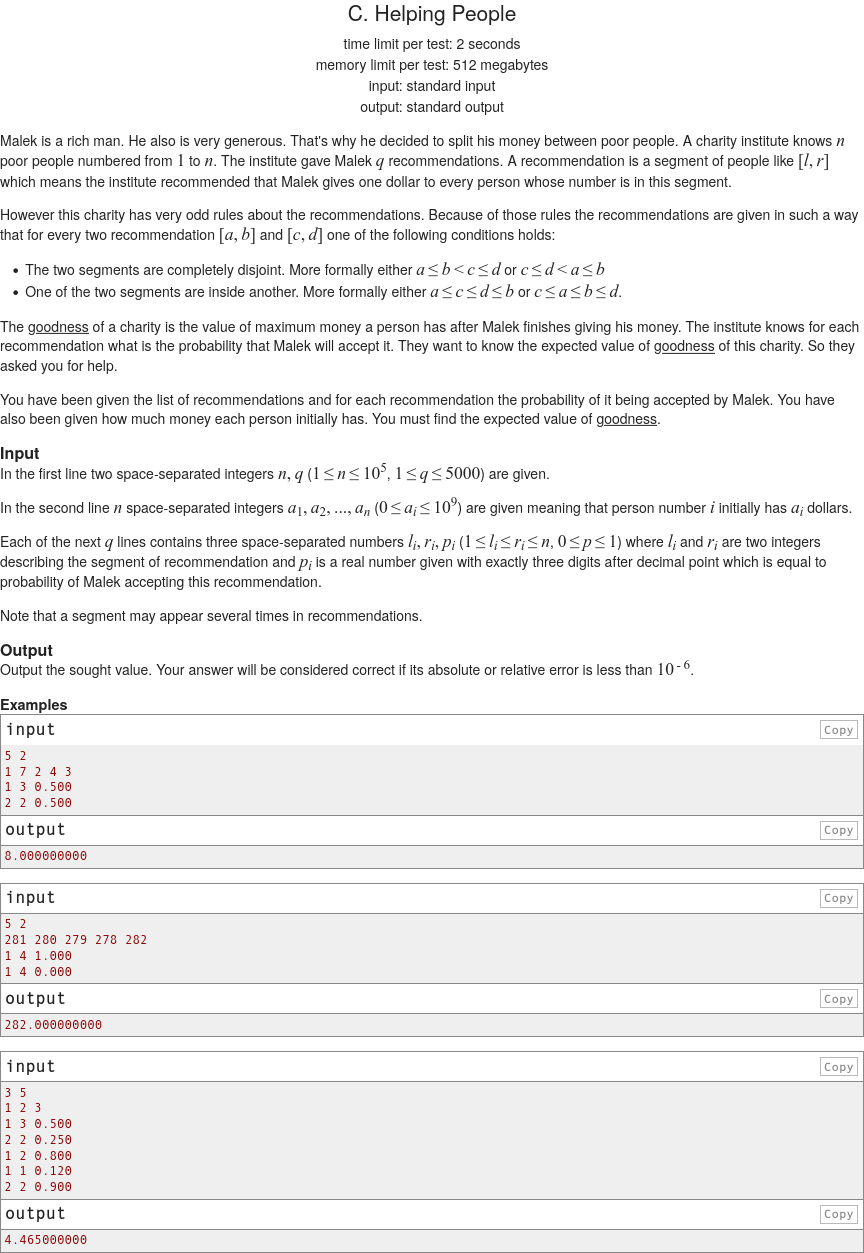 C. Helping People
time limit per test: 2 seconds
memory limit per test: 512 megabytes
input: standard input
output: standard output
Malek is a rich man. He also is very generous. That's why he decided to split his money between poor people. A charity institute knows n
poor people numbered from 1 to n. The institute gave Malek q recommendations. A recommendation is a segment of people like [l, r]
which means the institute recommended that Malek gives one dollar to every person whose number is in this segment.
However this charity has very odd rules about the recommendations. Because of those rules the recommendations are given in such a way
that for every two recommendation [a, b] and [c, d] one of the following conditions holds:
• The two segments are completely disjoint. More formally either a ≤ b < c ≤ d or c ≤ d < a ≤ b
• One of the two segments are inside another. More formally either a ≤ c ≤ d ≤ b or c ≤ a ≤ b ≤ d.
The goodness of a charity is the value of maximum money a person has after Malek finishes giving his money. The institute knows for each
recommendation what is the probability that Malek will accept it. They want to know the expected value of goodness of this charity. So they
asked you for help.
You have been given the list of recommendations and for each recommendation the probability of it being accepted by Malek. You have
also been given how much money each person initially has. You must find the expected value of goodness.
Input
In the first line two space-separated integers n, q (1 ≤ n ≤ 10^5, 1 ≤ q ≤ 5000) are given.
In the second line n space-separated integers a_1, a_2, ..., a_n (0 ≤ a_i ≤ 10^9) are given meaning that person number i initially has a_i dollars.
Each of the next q lines contains three space-separated numbers l_i, r_i, p_i (1 ≤ l_i ≤ r_i ≤ n, 0 ≤ p ≤ 1) where l_i and r_i are two integers
describing the segment of recommendation and p_i is a real number given with exactly three digits after decimal point which is equal to
probability of Malek accepting this recommendation.
Note that a segment may appear several times in recommendations.
Output
Output the sought value. Your answer will be considered correct if its absolute or relative error is less than 10^-6.
Examples
input Copy
5 2
1 7 2 4 3
1 3 0.500
2 2 0.500
output Copy
8.000000000
input Copy
5 2
281 280 279 278 282
1 4 1.000
1 4 0.000
output Copy
282.000000000
input Copy
3 5
1 2 3
1 3 0.500
2 2 0.250
1 2 0.800
1 1 0.120
2 2 0.900
output Copy
4.465000000